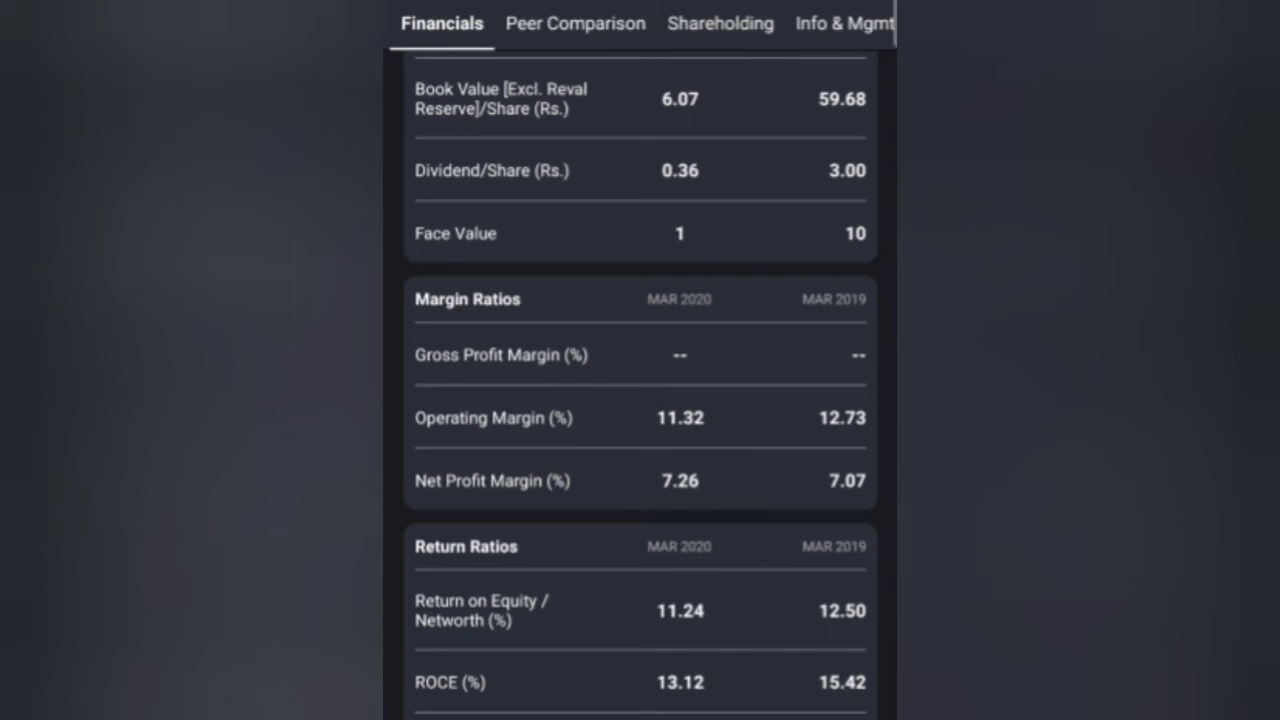 Financials Peer Comparison Shareholding Info & Mgmt
Book Value [Excl. Reval
Reserve]/Share (Rs.) 6.07 59.68
Dividend/Share (Rs.) 0.36 3.00
Face Value 1 10
Margin Ratios MAR 2020 MAR 2019
Gross Profit Margin (%) -- --
Operating Margin (%) 11.32 12.73
Net Profit Margin (%) 7.26 7.07
Return Ratios MAR 2020 MAR 2019
Return on Equity /
Networth (%) 11.24 12.50
ROCE (%) 13.12 15.42